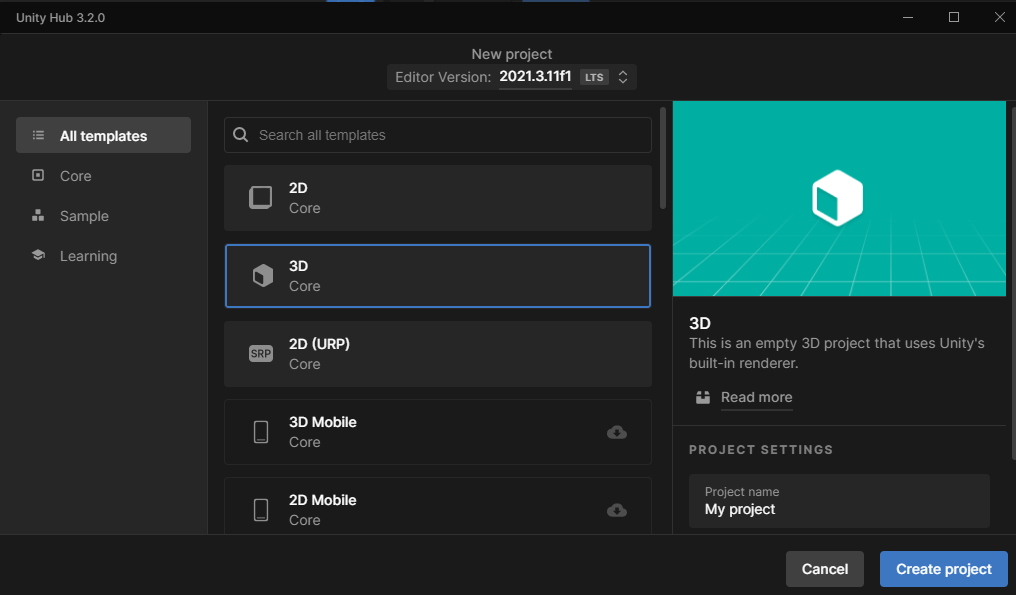 Unity Hub 3.2.0
New project
Editor Version: 2021.3.11f1 LTS
All templates
Core
Sample
Learning
Search all templates
2D
Core
3D
Core
SRP
2D (URP)
Core
3D Mobile
Core
2D Mobile
Core
3D
This is an empty 3D project that uses Unity's
built-in renderer.
Read more
PROJECT SETTINGS
Project name
My project
Cancel
Create project